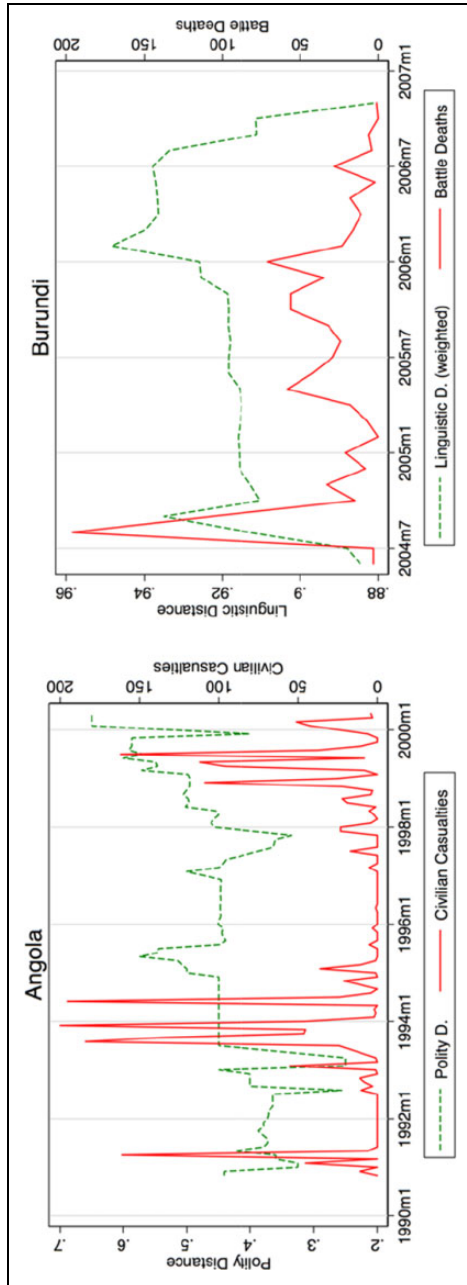 Angola
Polity Distance
.2 .3 .4 .5 .6 .7
Civilian Casualties
0 50 100 150 200
1990m1 1992m1 1994m1 1996m1 1998m1 2000m1
Polity D. Civilian Casualties
Burundi
Linguistic Distance
.88 .9 .92 .94 .96
Battle Deaths
0 50 100 150 200
2004m7 2005m1 2005m7 2006m1 2006m7 2007m1
Linguistic D. (weighted) Battle Deaths